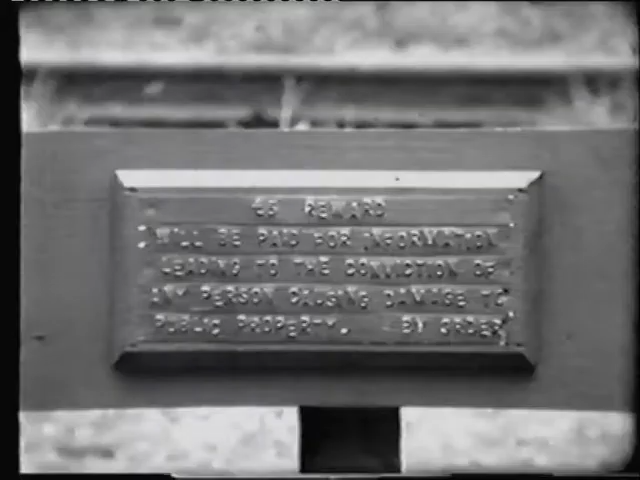 £5 REWARD
WILL BE PAID FOR INFORMATION
LEADING TO THE CONVICTION OF
ANY PERSON CAUSING DAMAGE TO
PUBLIC PROPERTY. BY ORDER